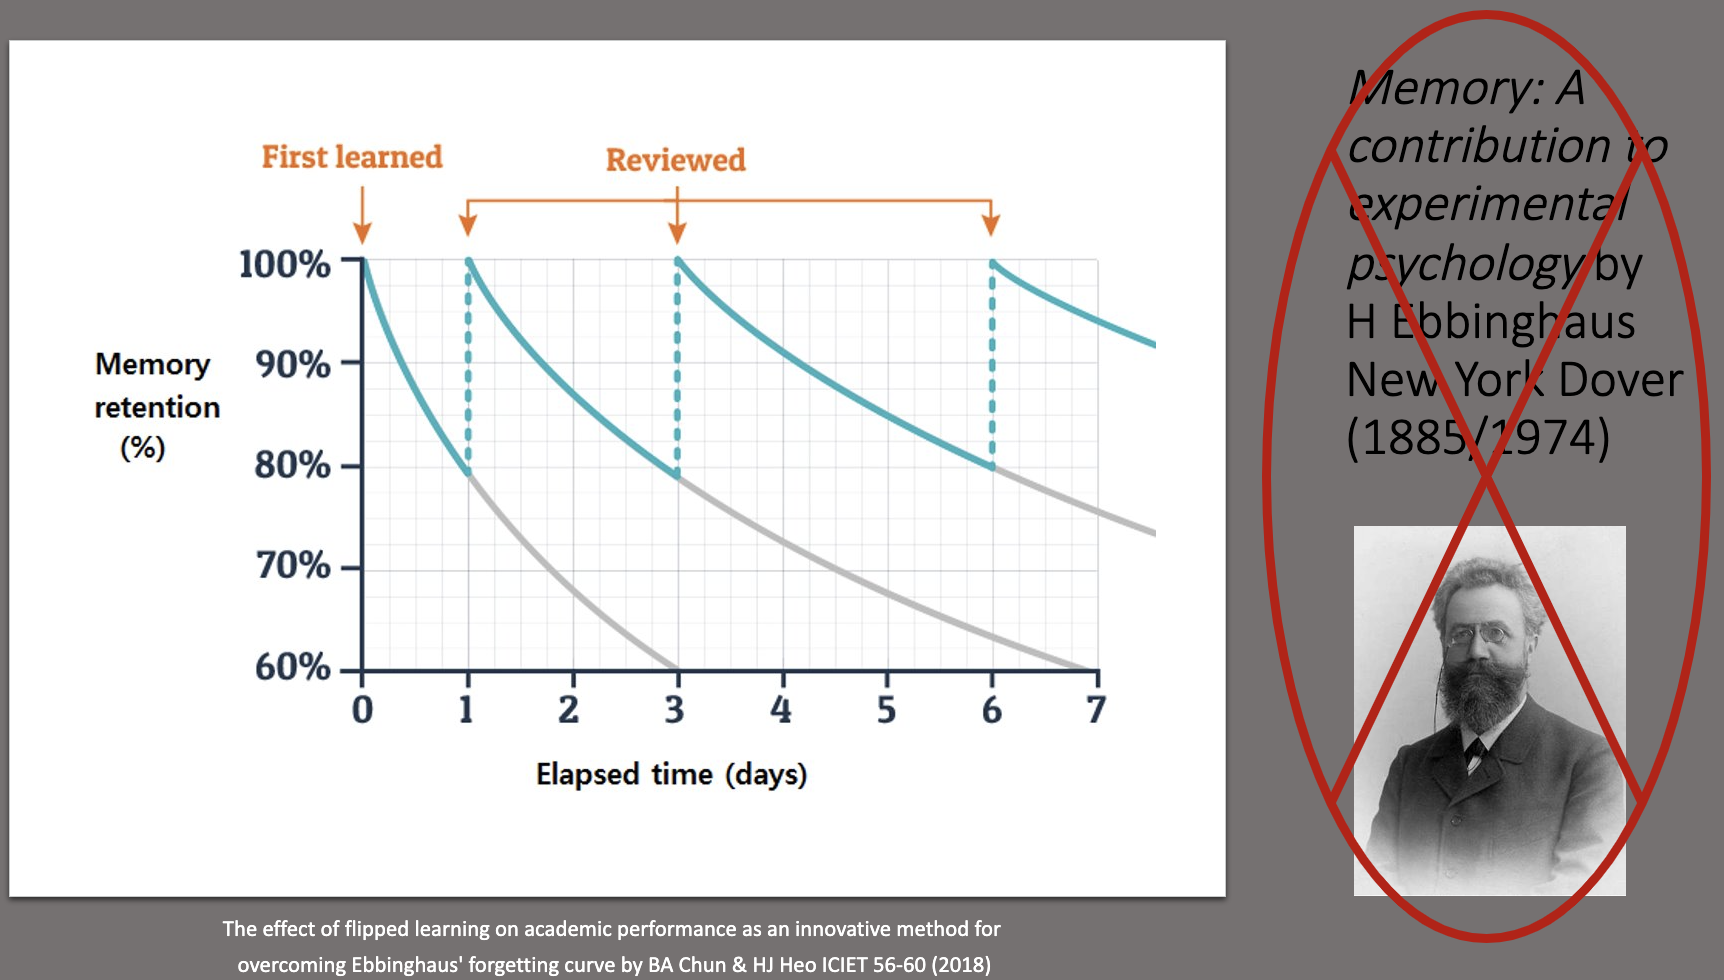 First learned
Reviewed
100%
90%
80%
70%
60%
Memory
retention
(%)
0 1 2 3 4 5 6 7
Elapsed time (days)
The effect of flipped learning on academic performance as an innovative method for
overcoming Ebbinghaus' forgetting curve by BA Chun & HJ Heo ICIET 56-60 (2018)
Memory: A
contribution to
experimental
psychology by
H Ebbinghaus
New York Dover
(1885/1974)